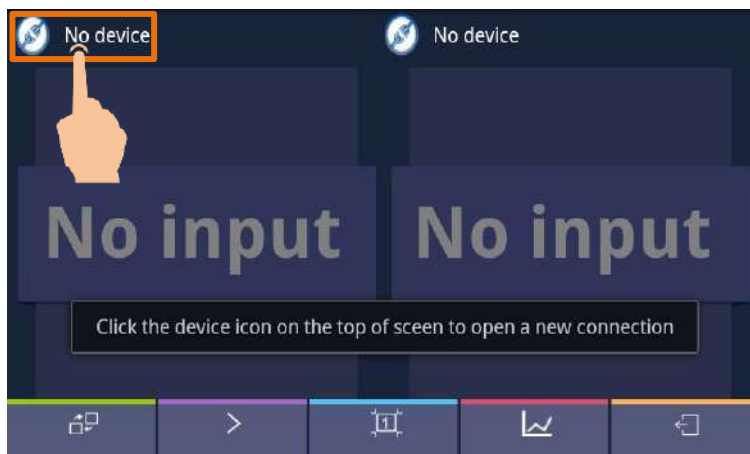 No device
No device
No input
No input
Click the device icon on the top of sceen to open a new connection
1